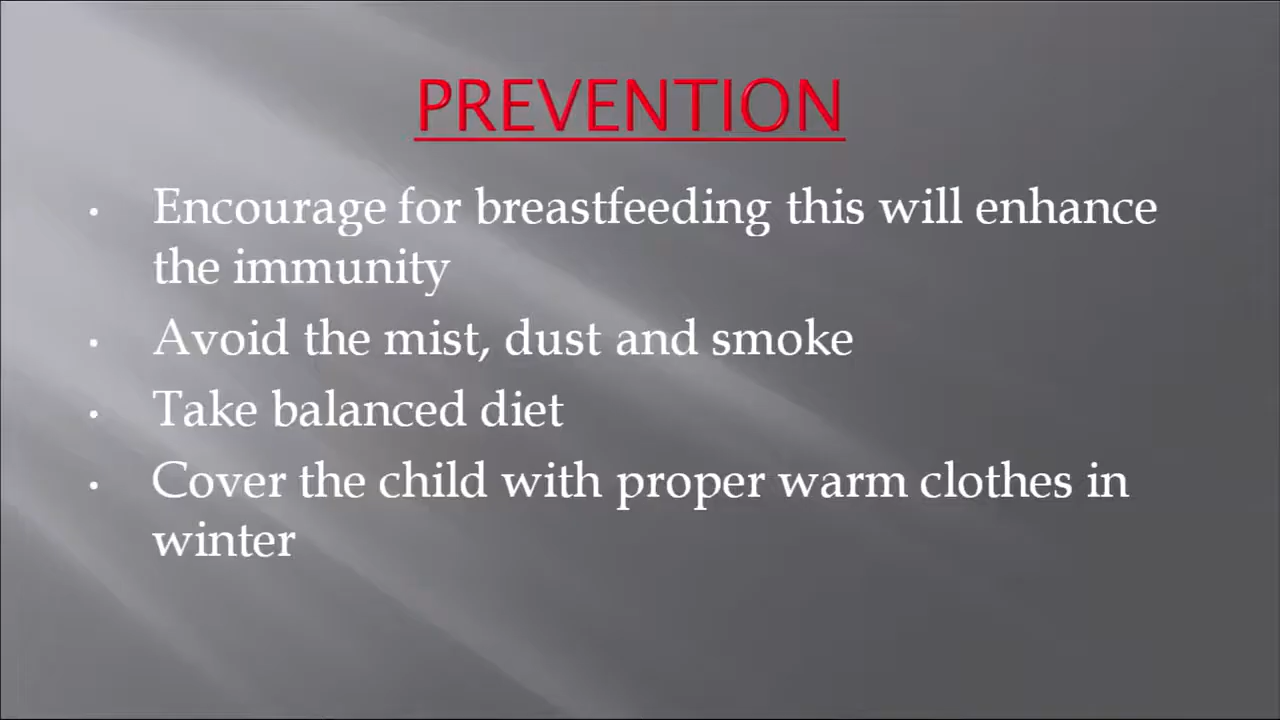 PREVENTION
• Encourage for breastfeeding this will enhance
the immunity
• Avoid the mist, dust and smoke
• Take balanced diet
• Cover the child with proper warm clothes in
winter